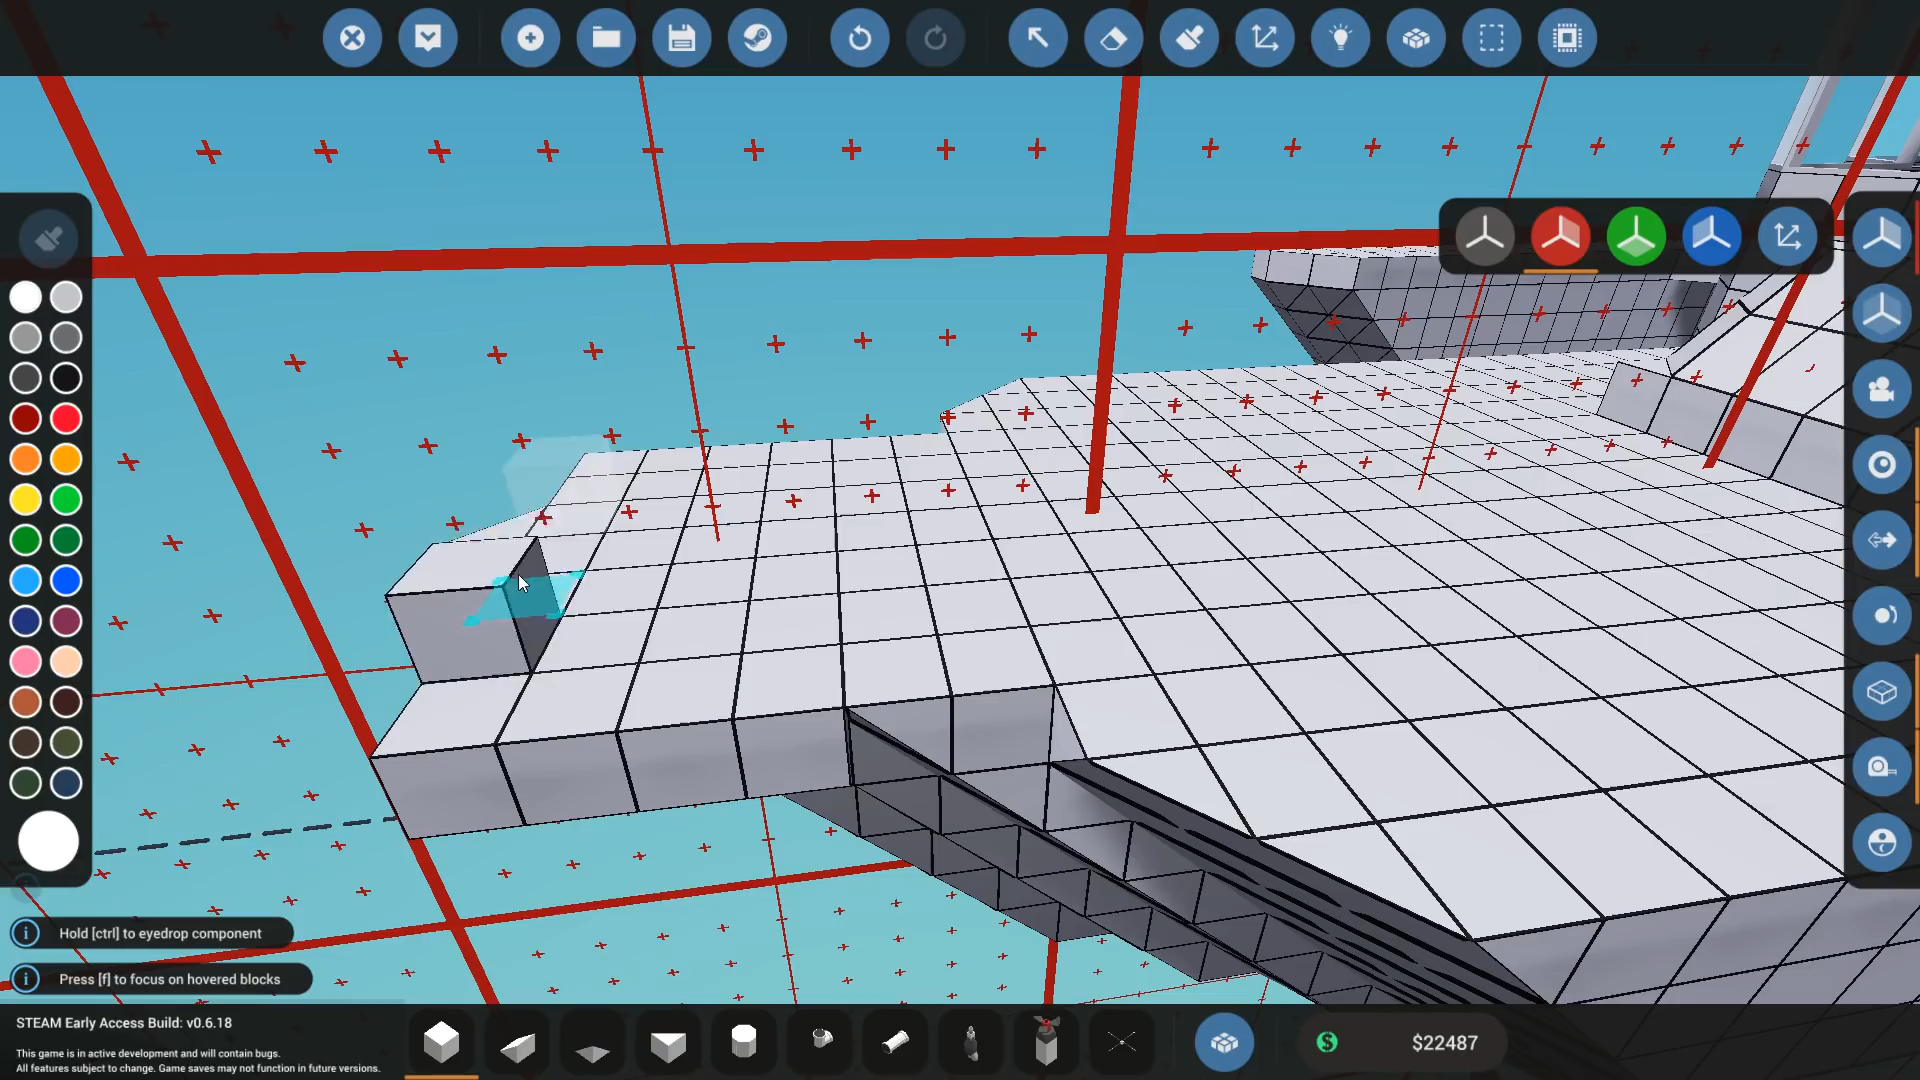 Hold [ctrl] to eyedrop component
Press [f] to focus on hovered blocks
STEAM Early Access Build: v0.6.18
This game is in active development and will contain bugs.
All features subject to change. Game saves may not function in future versions.
$22487